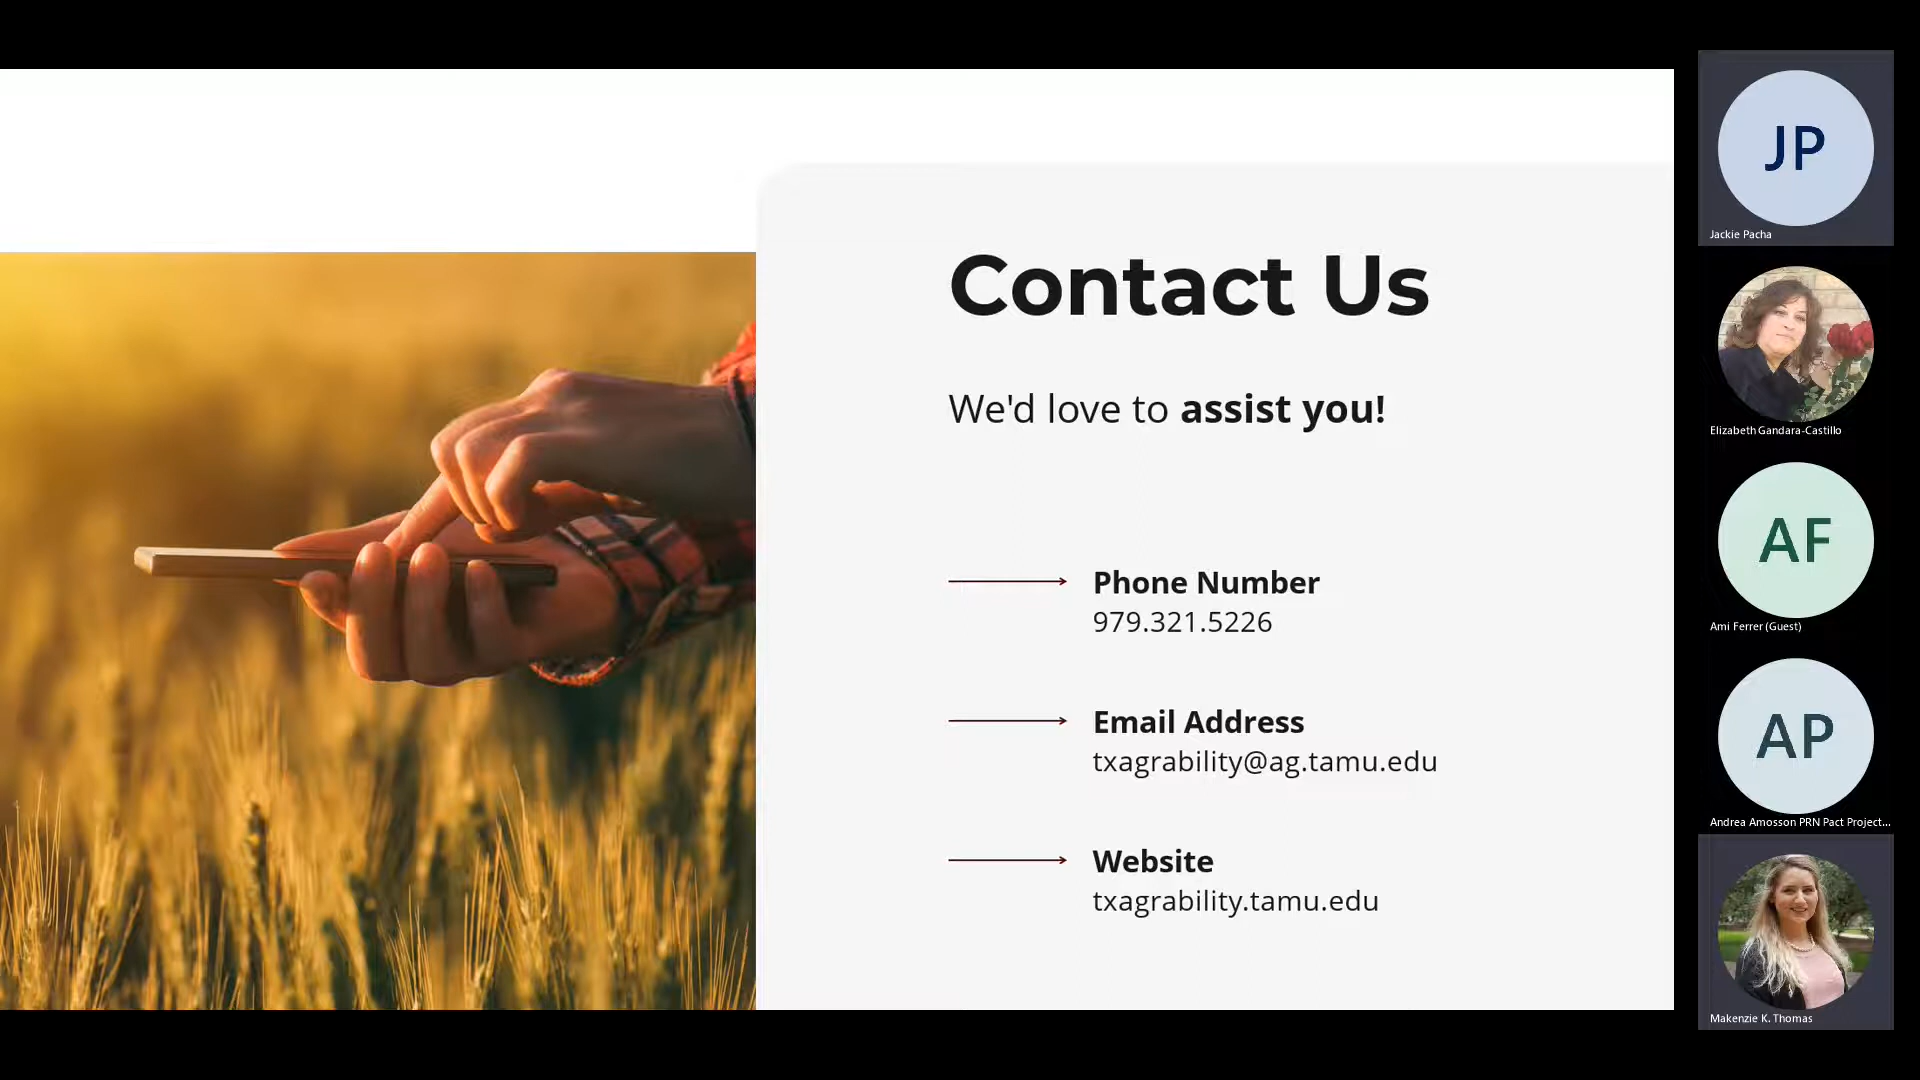 Contact Us
We'd love to assist you!
Phone Number
979.321.5226
Email Address
txagrability@ag.tamu.edu
Website
txagrability.tamu.edu
JP
Jackie Pacha
Elizabeth Gandara-Castillo
AF
Ami Ferrer (Guest)
AP
Andrea Amosson PRN Pact Project...
Makenzie K. Thomas